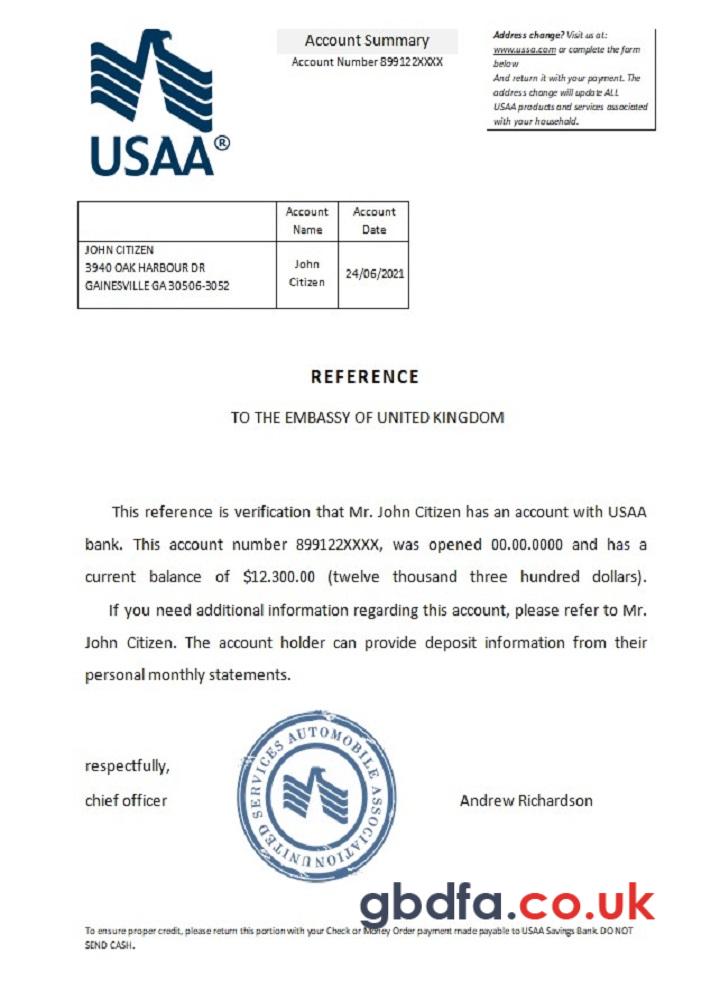 USAA®
Account Summary
Account Number 899122XXXX
Address change? Visit us at:
www.ussa.com or complete the form
below
And return it with your payment. The
address change will update ALL
USAA products and services associated
with your household.
Account Name
Account Date
JOHN CITIZEN
3940 OAK HARBOUR DR
GAINESVILLE GA 30506-3052
John
Citizen
24/06/2021
REFERENCE
TO THE EMBASSY OF UNITED KINGDOM
This reference is verification that Mr. John Citizen has an account with USAA
bank. This account number 899122XXXX, was opened 00.00.0000 and has a
current balance of $12.300.00 (twelve thousand three hundred dollars).
If you need additional information regarding this account, please refer to Mr.
John Citizen. The account holder can provide deposit information from their
personal monthly statements.
respectfully,
chief officer
UNITED SERVICES AUTOMOBILE ASSOCIATION
Andrew Richardson
gbdfa.co.uk
To ensure proper credit, please return this portion with your Check or Money Order payment made payable to USAA Savings Bank. DO NOT
SEND CASH.